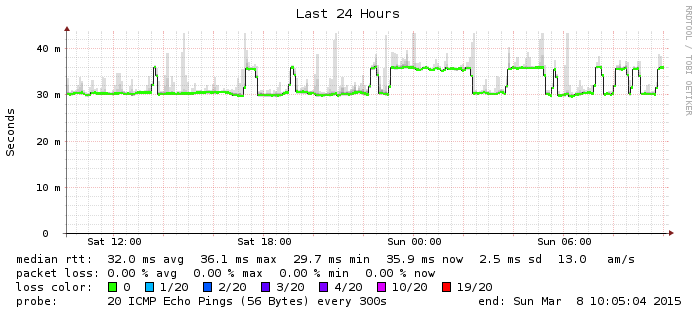 Last 24 Hours
RRDTOOL / TOBI OETIKER
Seconds
40 m
30 m
20 m
10 m
0
Sat 12:00 Sat 18:00 Sun 00:00 Sun 06:00
median rtt: 32.0 ms avg 36.1 ms max 29.7 ms min 35.9 ms now 2.5 ms sd 13.0 am/s
packet loss: 0.00 % avg 0.00 % max 0.00 % min 0.00 % now
loss color: 0 1/20 2/20 3/20 4/20 10/20 19/20
probe: 20 ICMP Echo Pings (56 Bytes) every 300s end: Sun Mar 8 10:05:04 2015